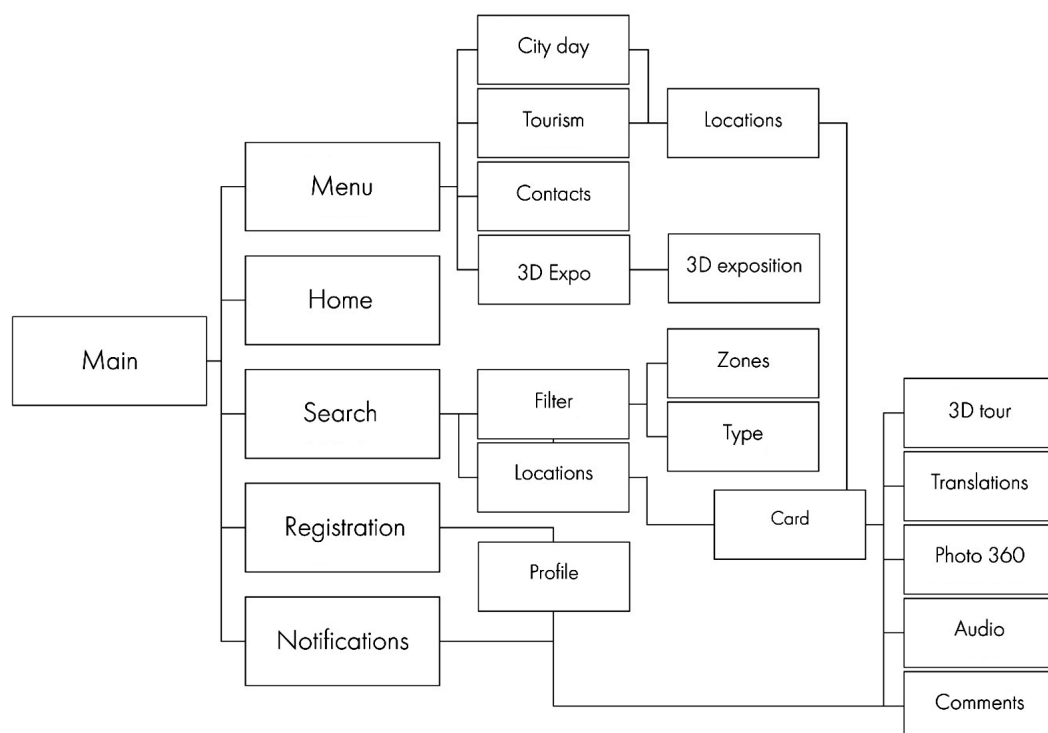 City day
Tourism
Locations
Menu
Contacts
3D Expo
3D exposition
Home
Main
Zones
Search
Filter
Type
3D tour
Locations
Translations
Card
Registration
Photo 360
Profile
Notifications
Audio
Comments